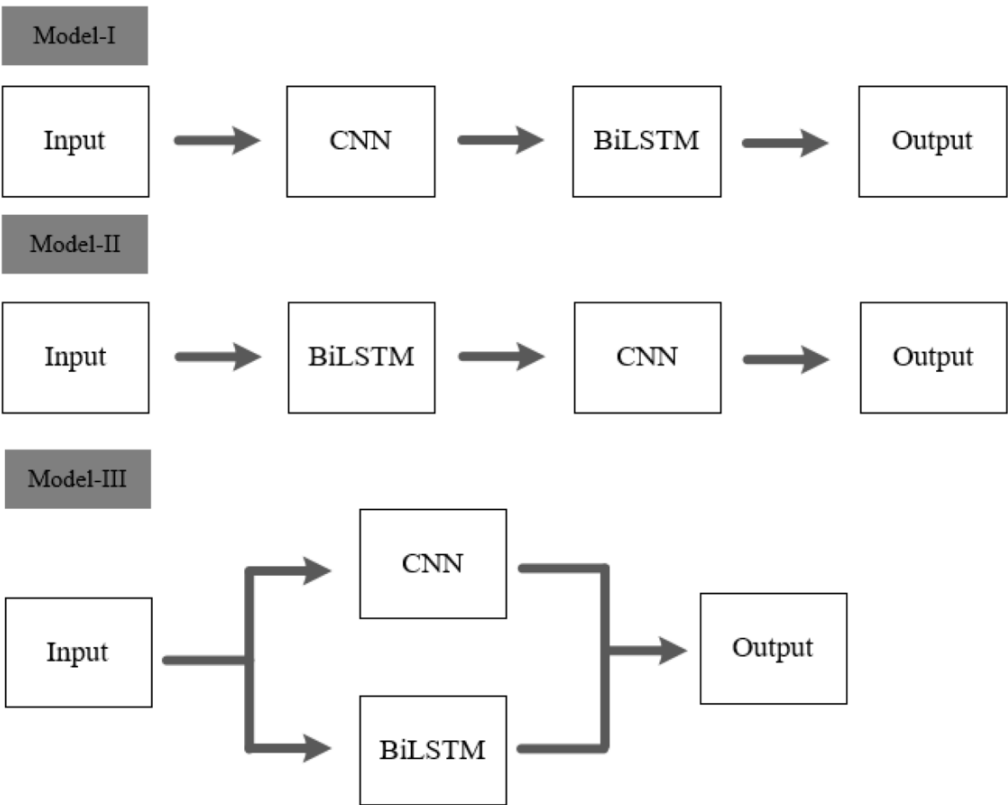 Model-I
Input
CNN
BiLSTM
Output
Model-II
Input
BiLSTM
CNN
Output
Model-III
Input
CNN
BiLSTM
Output